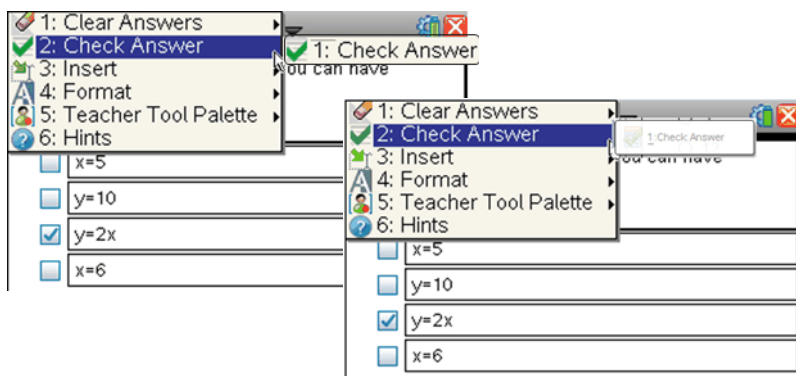 1: Clear Answers
2: Check Answer
1: Check Answer
3: Insert
ou can have
4: Format
5: Teacher Tool Palette
6: Hints
x=5
y=10
y=2x
x=6
1: Clear Answers
2: Check Answer
1:Check Answer
3: Insert
ou can have
4: Format
5: Teacher Tool Palette
6: Hints
x=5
y=10
y=2x
x=6